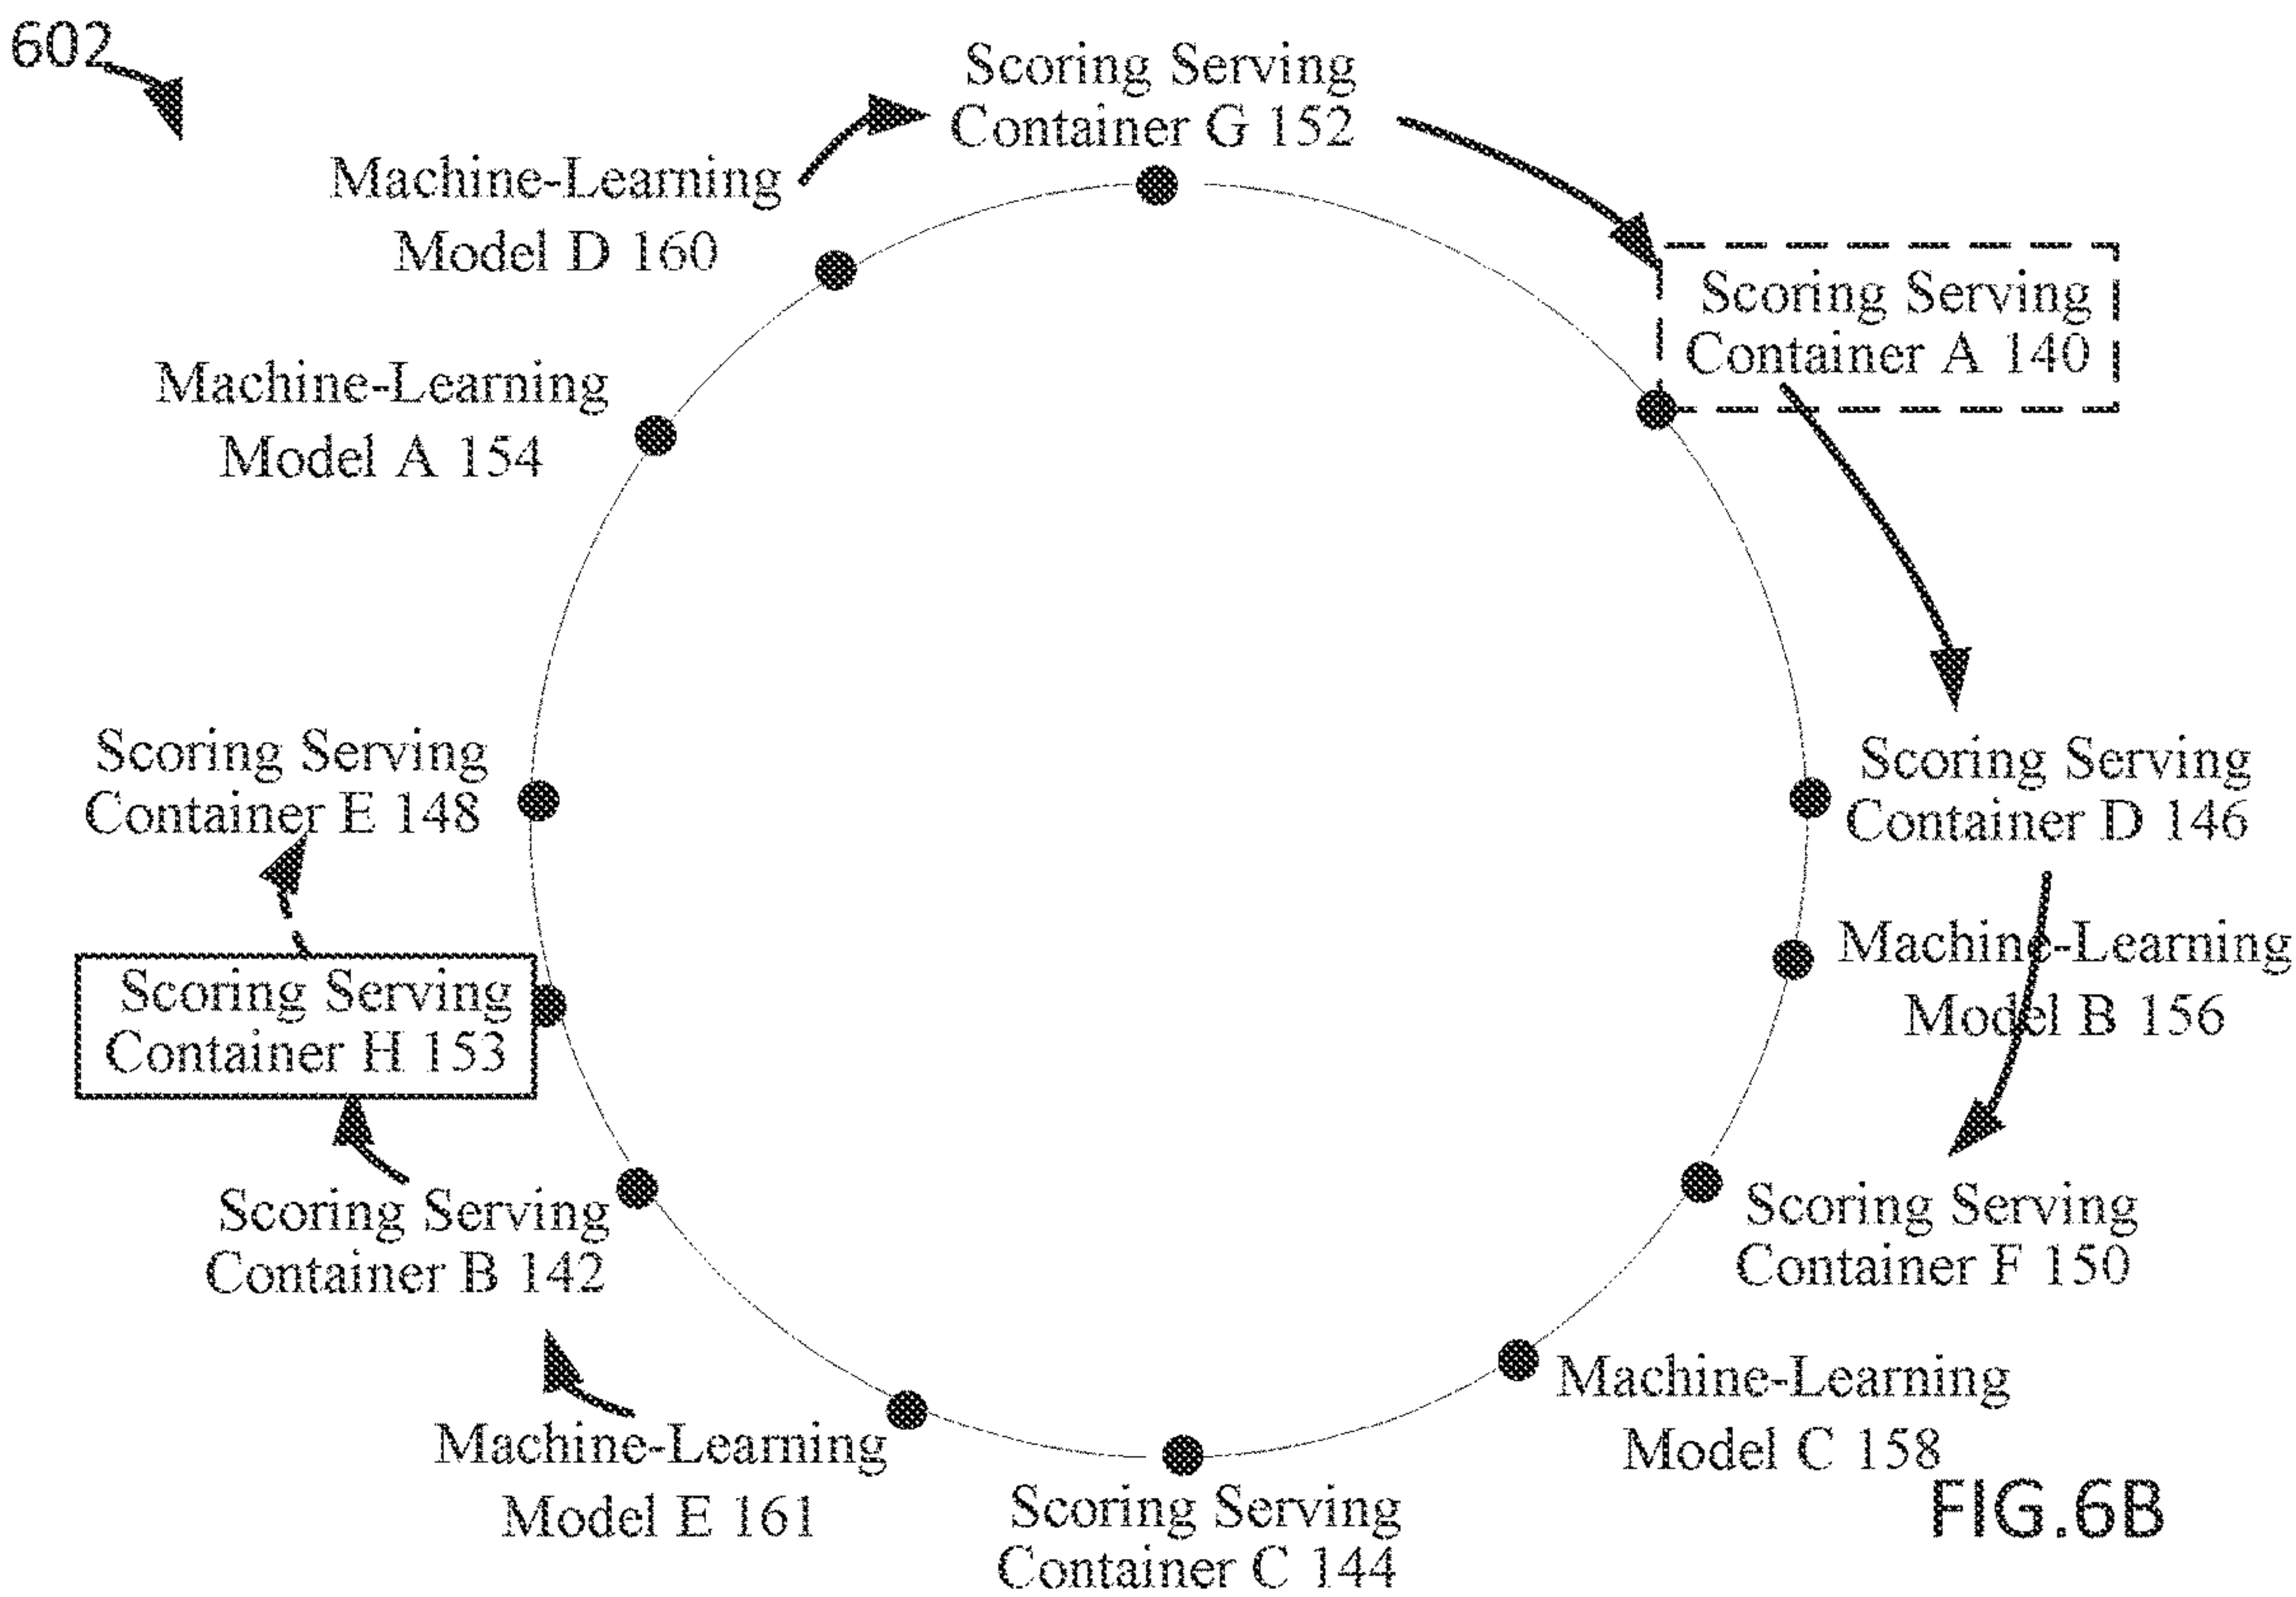 602
Scoring Serving
Container G 152
Machine-Learning
Model D 160
Scoring Serving
Container A 140
Machine-Learning
Model A 154
Scoring Serving
Container E 148
Scoring Serving
Container D 146
Machine-Learning
Model B 156
Scoring Serving
Container H 153
Scoring Serving
Container B 142
Scoring Serving
Container F 150
Machine-Learning
Model C 158
Machine-Learning
Model E 161
Scoring Serving
Container C 144
FIG.6B